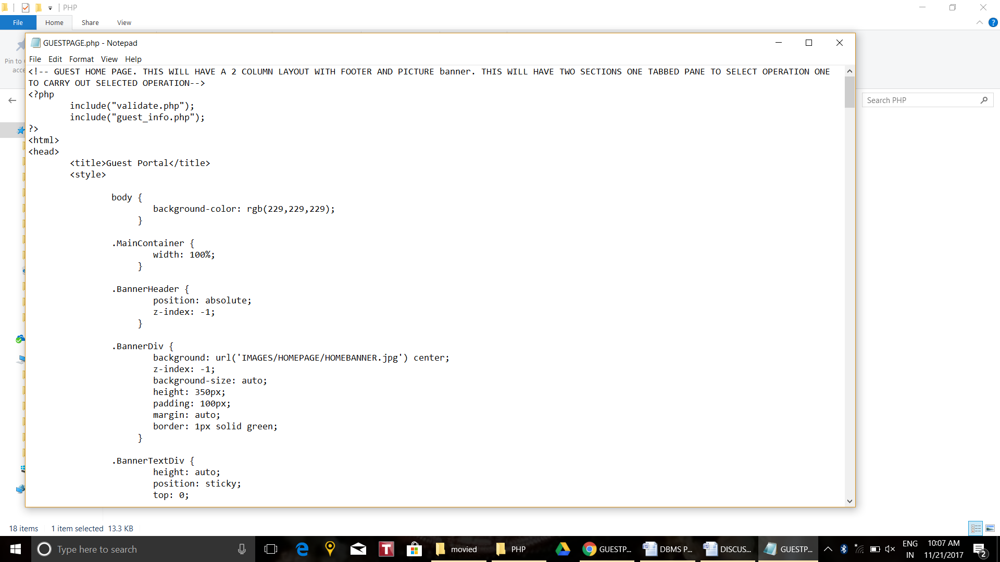 PHP
File Home Share View
GUESTPAGE.php - Notepad
Pin to
acce
File Edit Format View Help
<!-- GUEST HOME PAGE. THIS WILL HAVE A 2 COLUMN LAYOUT WITH FOOTER AND PICTURE banner. THIS WILL HAVE TWO SECTIONS ONE TABBED PANE TO SELECT OPERATION ONE
TO CARRY OUT SELECTED OPERATION-->
<?php
include("validate.php");
include("guest_info.php");
?>
<html>
<head>
<title>Guest Portal</title>
<style>
body {
background-color: rgb(229,229,229);
}
.MainContainer {
width: 100%;
}
.BannerHeader {
position: absolute;
z-index: -1;
}
.BannerDiv {
background: url('IMAGES/HOMEPAGE/HOMEBANNER.jpg') center;
z-index: -1;
background-size: auto;
height: 350px;
padding: 100px;
margin: auto;
border: 1px solid green;
}
.BannerTextDiv {
height: auto;
position: sticky;
top: 0;
Search PHP
18 items 1 item selected 13.3 KB
Type here to search
movied
PHP
GUESTP...
DBMS P...
DISCUS...
GUESTP...
ENG
IN
10:07 AM
11/21/2017
2